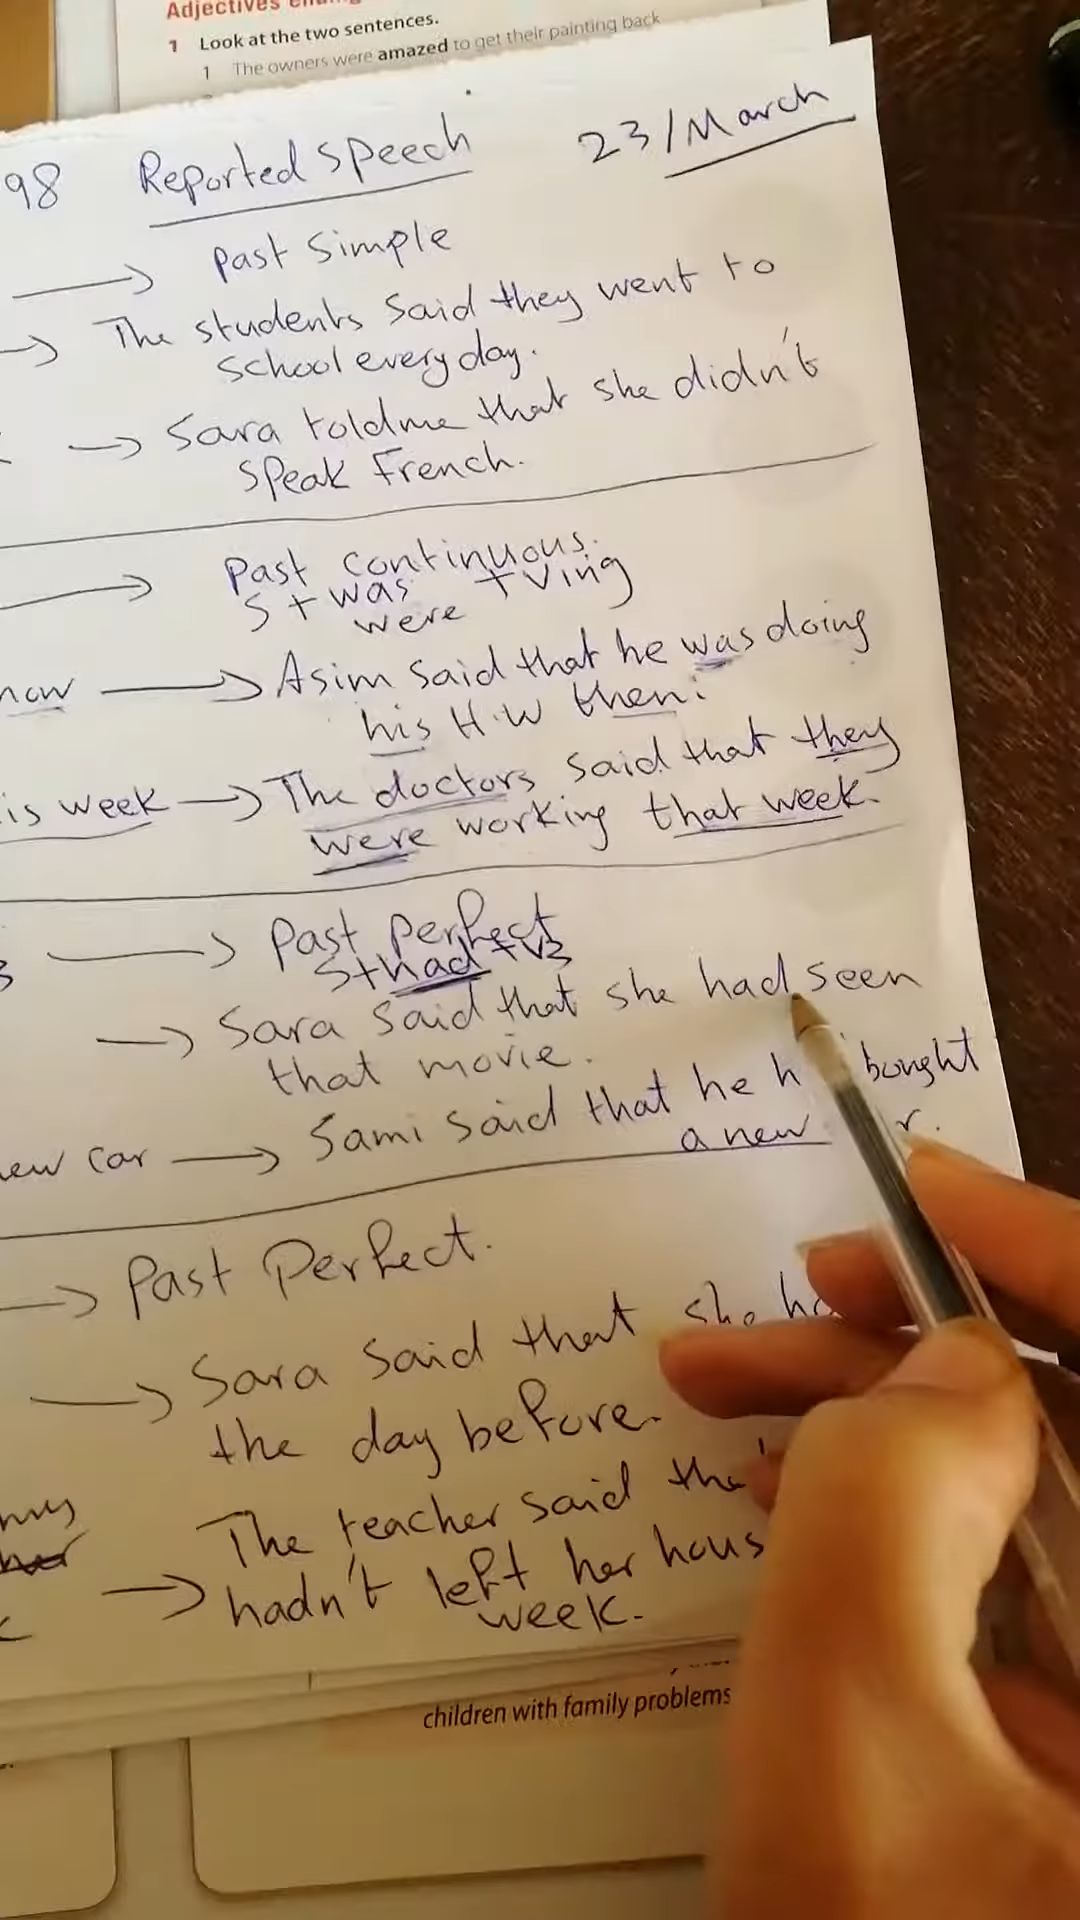 Adjectives
1 Look at the two sentences.
1 The owners were amazed to get their painting back
98 Reported Speech 23/March
→ Past Simple
→ The students said they went to
school every day.
→ Sara told me that she didn't
speak French.
→ Past continuous.
S + was + Ving
were
now → Asim said that he was doing
his H.W then.
is week → The doctors said that they
were working that week.
3 → Past Perfect
S + had + V3
→ Sara said that she had seen
that movie.
ew car → Sami said that he h bought
a new r.
→ Past Perfect.
→ Sara said that she ha
the day before.
The teacher said tha
→ hadn't left her hous
week.
children with family problems